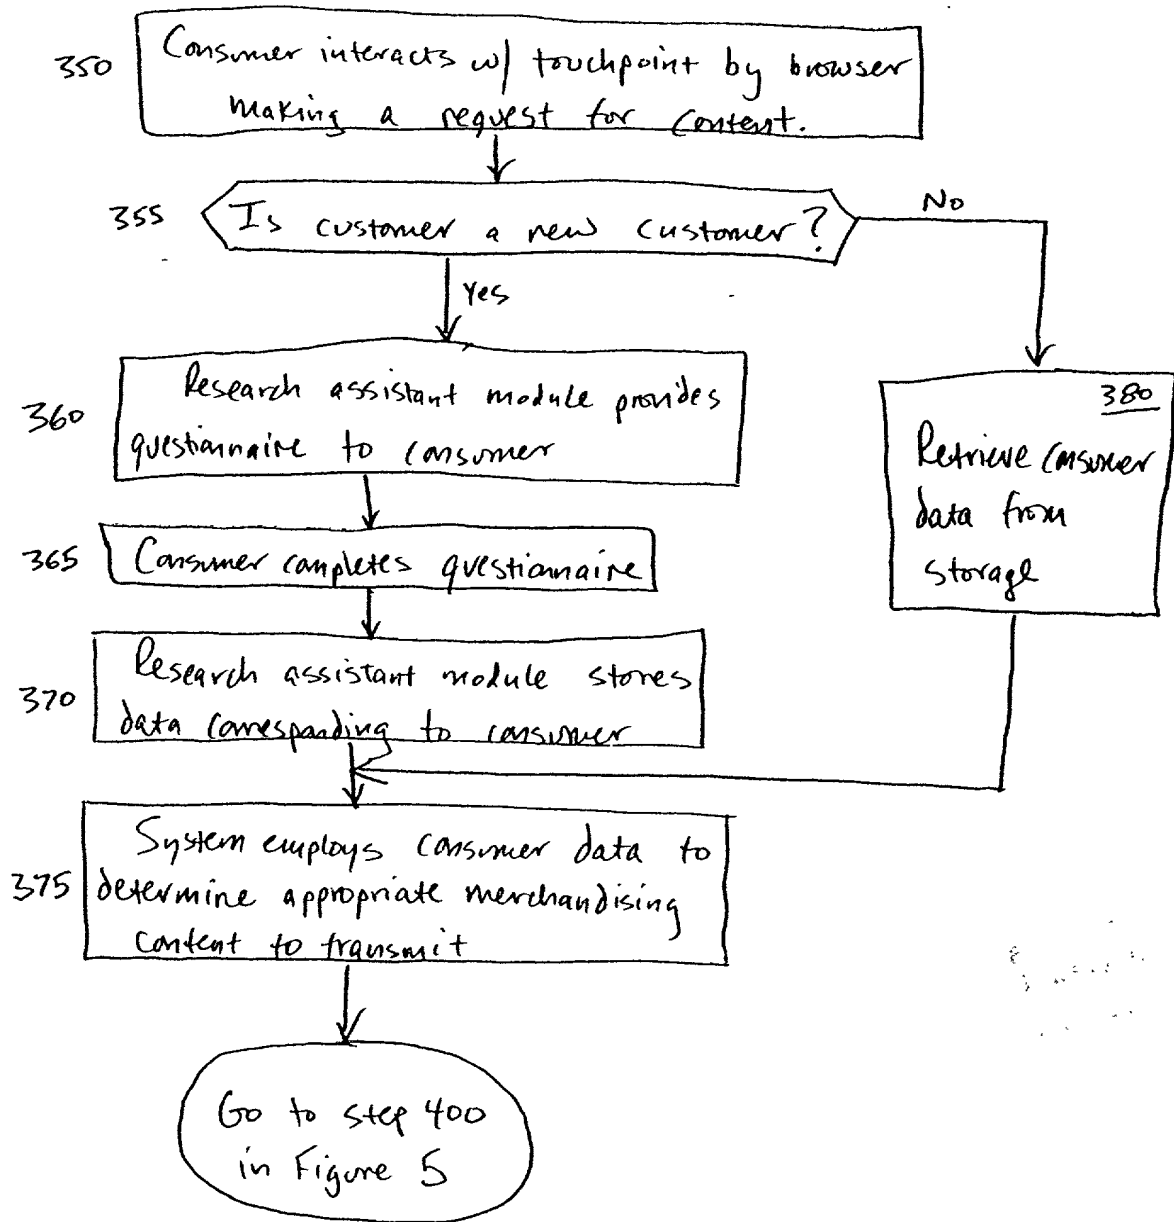 350
Consumer interacts w/ touchpoint by browser
making a request for content.
355
Is customer a new customer?
No
Yes
360
Research assistant module provides
questionnaire to consumer
380
Retrieve consumer
data from
storage
365
Consumer completes questionnaire
370
Research assistant module stores
data corresponding to consumer
375
System employs consumer data to
determine appropriate merchandising
content to transmit
Go to step 400
in Figure 5